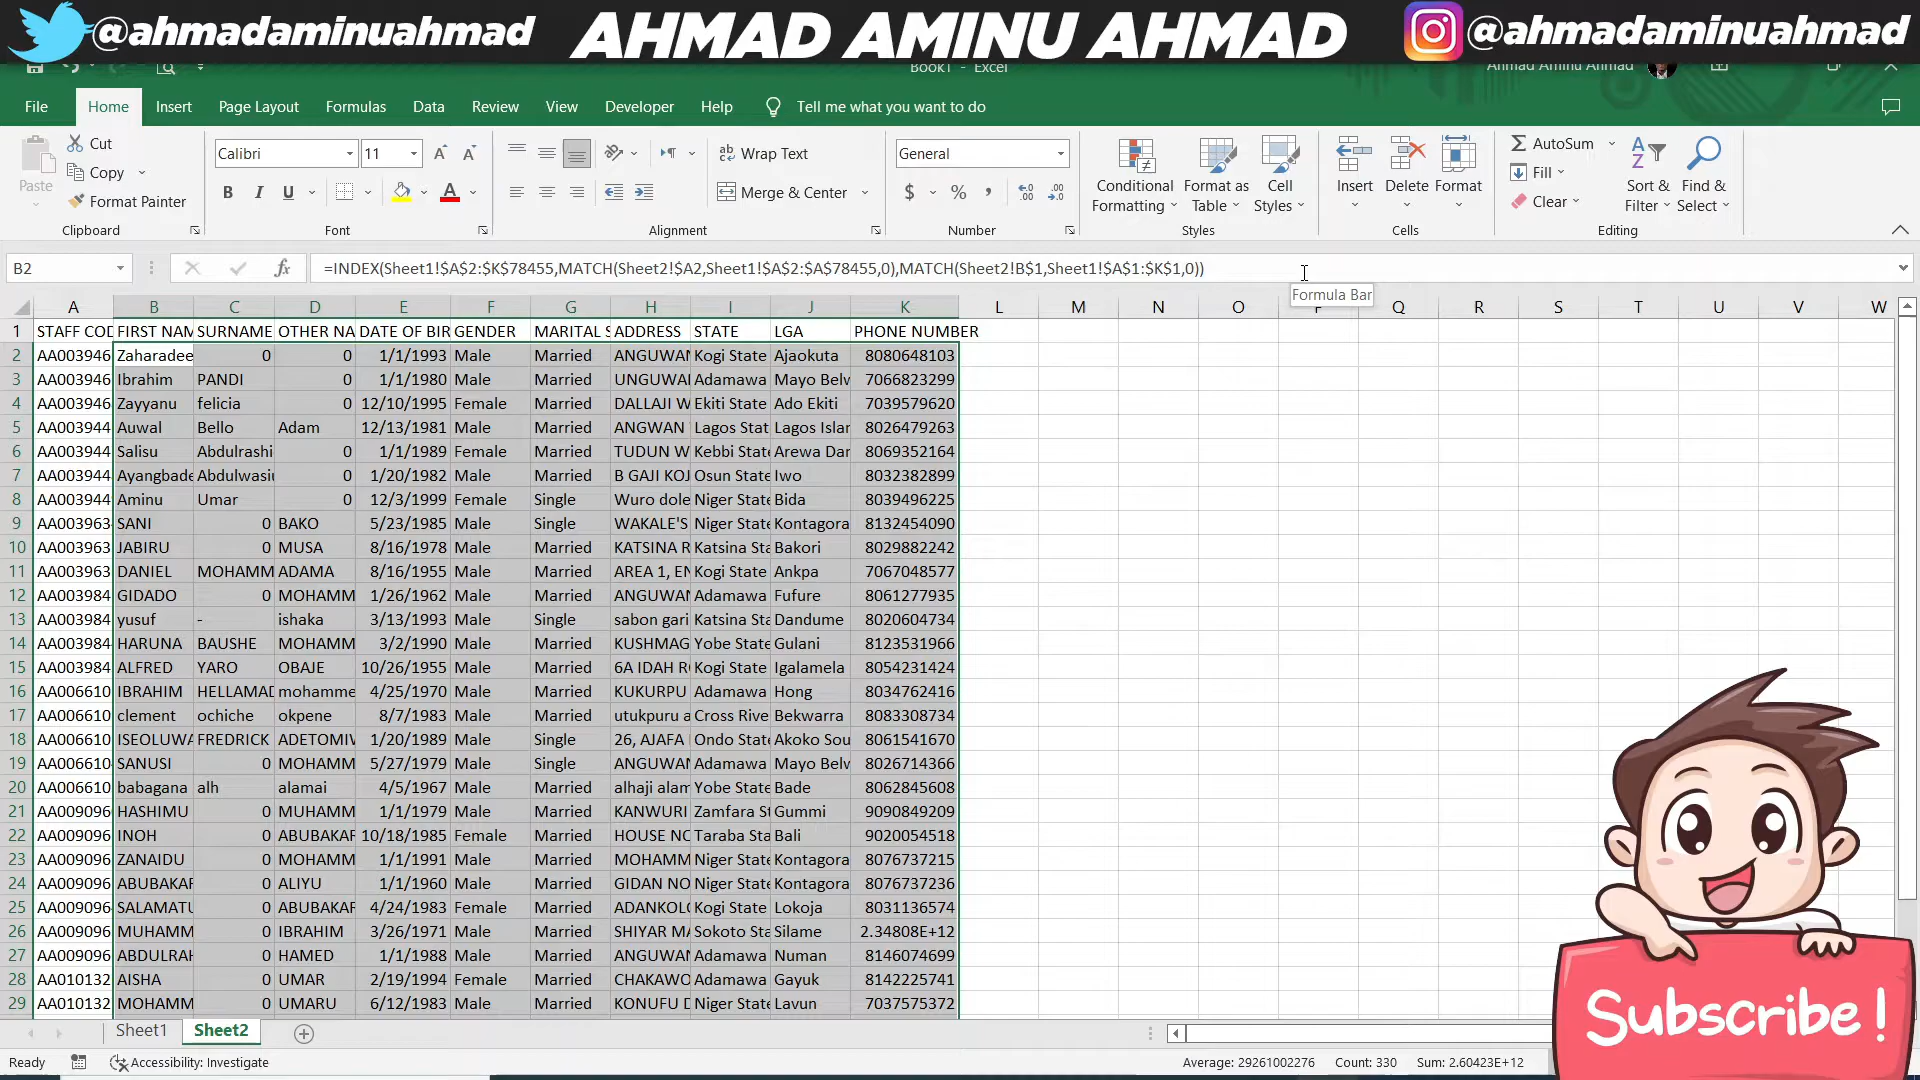 @ahmadaminuahmad AHMAD AMINU AHMAD @ahmadaminuahmad
Book1 - Excel Ahmad Aminu Ahmad
File Home Insert Page Layout Formulas Data Review View Developer Help Tell me what you want to do
Cut
Copy
Format Painter
Paste
Clipboard
Calibri 11
B I U A
Font
Wrap Text
Merge & Center
Alignment
General
$ % ,
Number
Conditional Formatting
Format as Table
Cell Styles
Styles
Insert Delete Format
Cells
AutoSum
Fill
Clear
Sort & Filter
Find & Select
Editing
B2 fx =INDEX(Sheet1!$A$2:$K$78455,MATCH(Sheet2!$A2,Sheet1!$A$2:$A$78455,0),MATCH(Sheet2!B$1,Sheet1!$A$1:$K$1,0))
Formula Bar
A B C D E F G H I J K L M N O P Q R S T U V W
1 STAFF COD FIRST NAM SURNAME OTHER NA DATE OF BIR GENDER MARITAL S ADDRESS STATE LGA PHONE NUMBER
2 AA003946 Zaharadee 0 0 1/1/1993 Male Married ANGUWAN Kogi State Ajaokuta 8080648103
3 AA003946 Ibrahim PANDI 0 1/1/1980 Male Married UNGUWAI Adamawa Mayo Belw 7066823299
4 AA003946 Zayyanu felicia 0 12/10/1995 Female Married DALLAJI W Ekiti State Ado Ekiti 7039579620
5 AA003944 Auwal Bello Adam 12/13/1981 Male Married ANGWAN Lagos Stat Lagos Islan 8026479263
6 AA003944 Salisu Abdulrashi 0 1/1/1989 Female Married TUDUN W Kebbi State Arewa Dan 8069352164
7 AA003944 Ayangbade Abdulwasiu 0 1/20/1982 Male Married B GAJI KOJ Osun State Iwo 8032382899
8 AA003944 Aminu Umar 0 12/3/1999 Female Single Wuro dole Niger State Bida 8039496225
9 AA003963 SANI 0 BAKO 5/23/1985 Male Single WAKALE'S Niger State Kontagora 8132454090
10 AA003963 JABIRU 0 MUSA 8/16/1978 Male Married KATSINA R Katsina Sta Bakori 8029882242
11 AA003963 DANIEL MOHAMM ADAMA 8/16/1955 Male Married AREA 1, EN Kogi State Ankpa 7067048577
12 AA003984 GIDADO 0 MOHAMM 1/26/1962 Male Married ANGUWAN Adamawa Fufure 8061277935
13 AA003984 yusuf - ishaka 3/13/1993 Male Single sabon gari Katsina Sta Dandume 8020604734
14 AA003984 HARUNA BAUSHE MOHAMM 3/2/1990 Male Married KUSHMAG Yobe State Gulani 8123531966
15 AA003984 ALFRED YARO OBAJE 10/26/1955 Male Married 6A IDAH RO Kogi State Igalamela 8054231424
16 AA006610 IBRAHIM HELLAMAD mohamme 4/25/1970 Male Married KUKURPU Adamawa Hong 8034762416
17 AA006610 clement ochiche okpene 8/7/1983 Male Married utukpuru a Cross Rive Bekwarra 8083308734
18 AA006610 ISEOLUWA FREDRICK ADETOMIW 1/20/1989 Male Single 26, AJAFA Ondo State Akoko Sou 8061541670
19 AA006610 SANUSI 0 MOHAMM 5/27/1979 Male Single ANGUWAN Adamawa Mayo Belw 8026714366
20 AA006610 babagana alh alamai 4/5/1967 Male Married alhaji alam Yobe State Bade 8062845608
21 AA009096 HASHIMU 0 MUHAMM 1/1/1979 Male Married KANWURI Zamfara St Gummi 9090849209
22 AA009096 INOH 0 ABUBAKAR 10/18/1985 Female Married HOUSE NO Taraba Sta Bali 9020054518
23 AA009096 ZANAIDU 0 MOHAMM 1/1/1991 Male Married MOHAMM Niger State Kontagora 8076737215
24 AA009096 ABUBAKAR 0 ALIYU 1/1/1960 Male Married GIDAN NO Niger State Kontagora 8076737236
25 AA009096 SALAMATU 0 ABUBAKAR 4/24/1983 Female Married ADANKOLO Kogi State Lokoja 8031136574
26 AA009096 MUHAMM 0 IBRAHIM 3/26/1971 Male Married SHIYAR MA Sokoto Sta Silame 2.34808E+12
27 AA009096 ABDULRAH 0 HAMED 1/1/1988 Male Married ANGUWAN Adamawa Numan 8146074699
28 AA010132 AISHA 0 UMAR 2/19/1994 Female Married CHAKAWO Adamawa Gayuk 8142225741
29 AA010132 MOHAMM 0 UMARU 6/12/1983 Male Married KONUFU D Niger State Lavun 7037575372
Subscribe!
Sheet1 Sheet2
Ready Accessibility: Investigate Average: 29261002276 Count: 330 Sum: 2.60423E+12